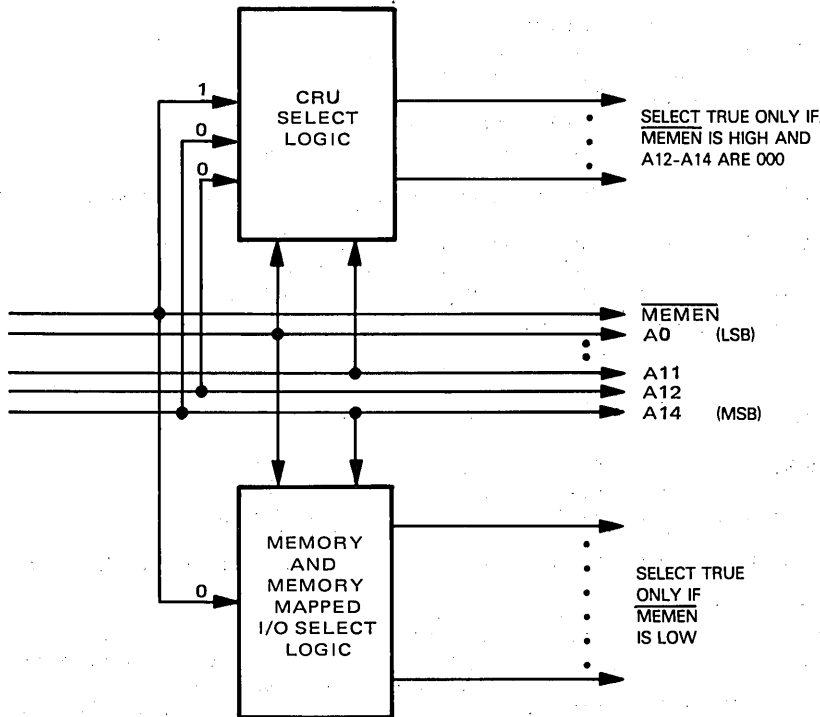 1
0
0
CRU
SELECT
LOGIC
SELECT TRUE ONLY IF
MEMEN IS HIGH AND
A12-A14 ARE 000
MEMEN
A0 (LSB)
A11
A12
A14 (MSB)
0
MEMORY
AND
MEMORY
MAPPED
I/O SELECT
LOGIC
SELECT TRUE
ONLY IF
MEMEN
IS LOW